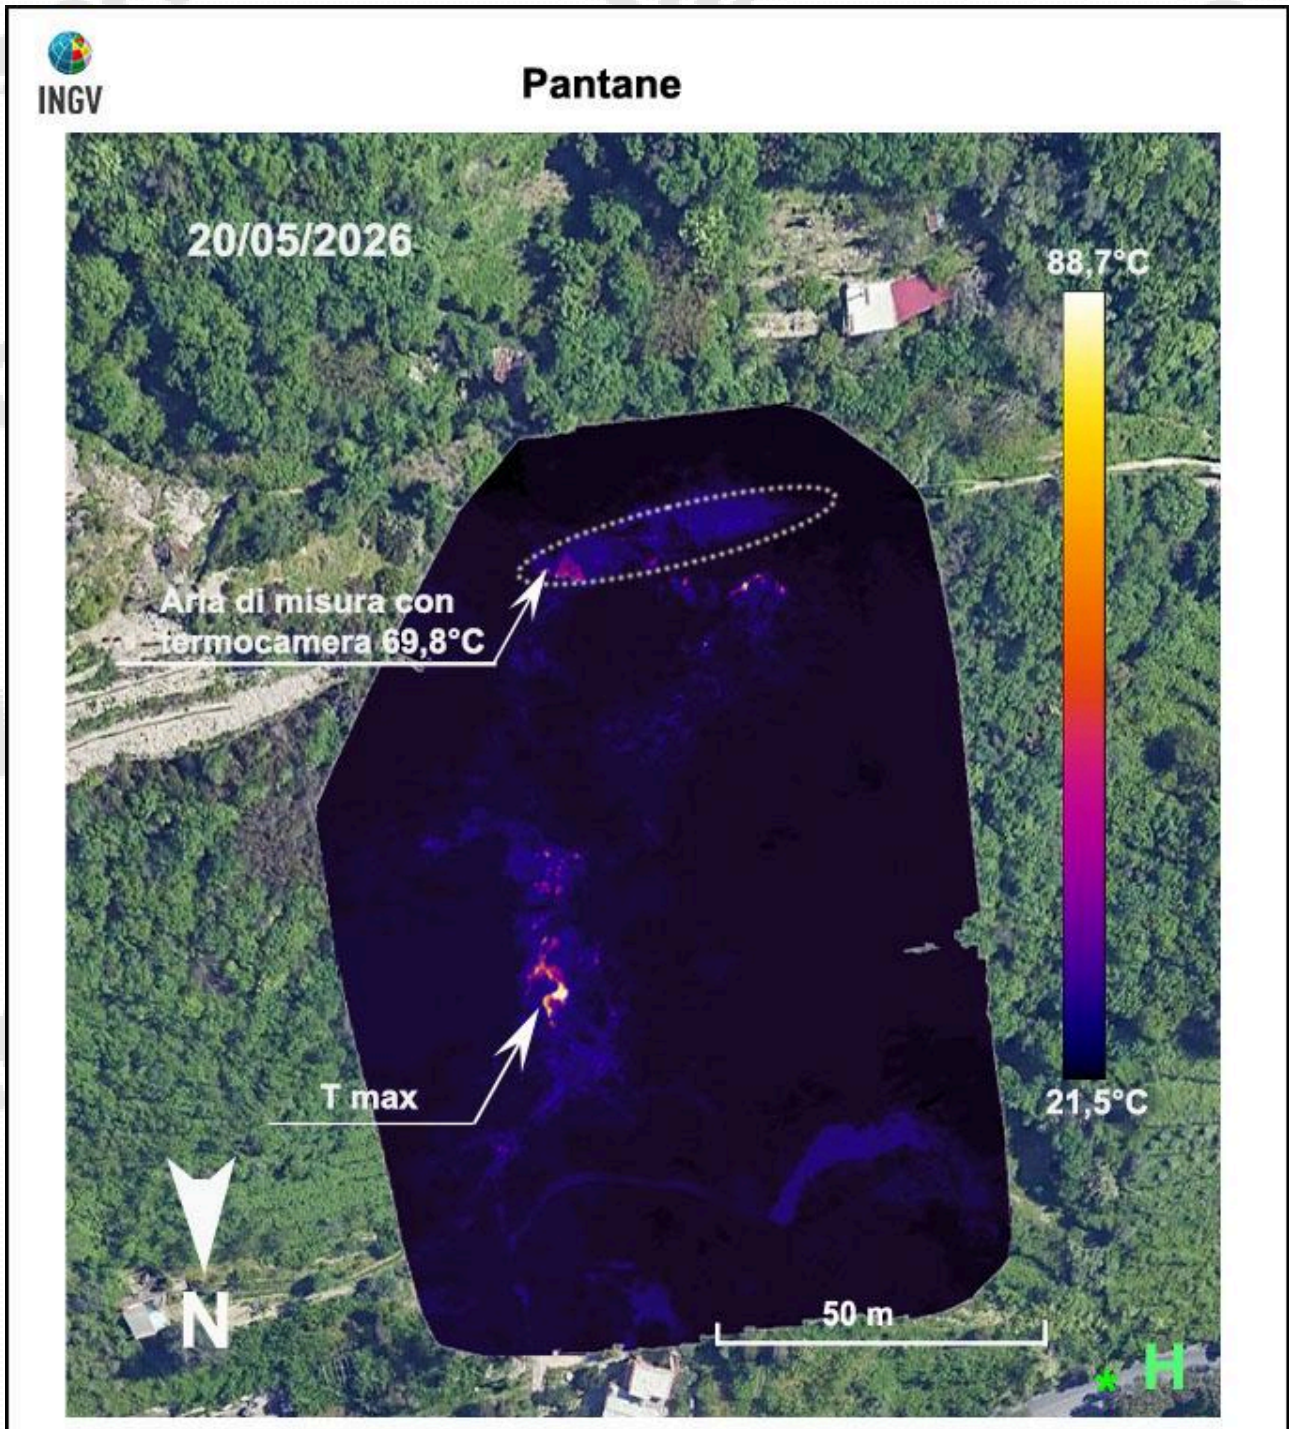 INGV
Pantane
20/05/2026
88,7°C
Aria di misura con
termocamera 69,8°C
T max
21,5°C
N
50 m
* H